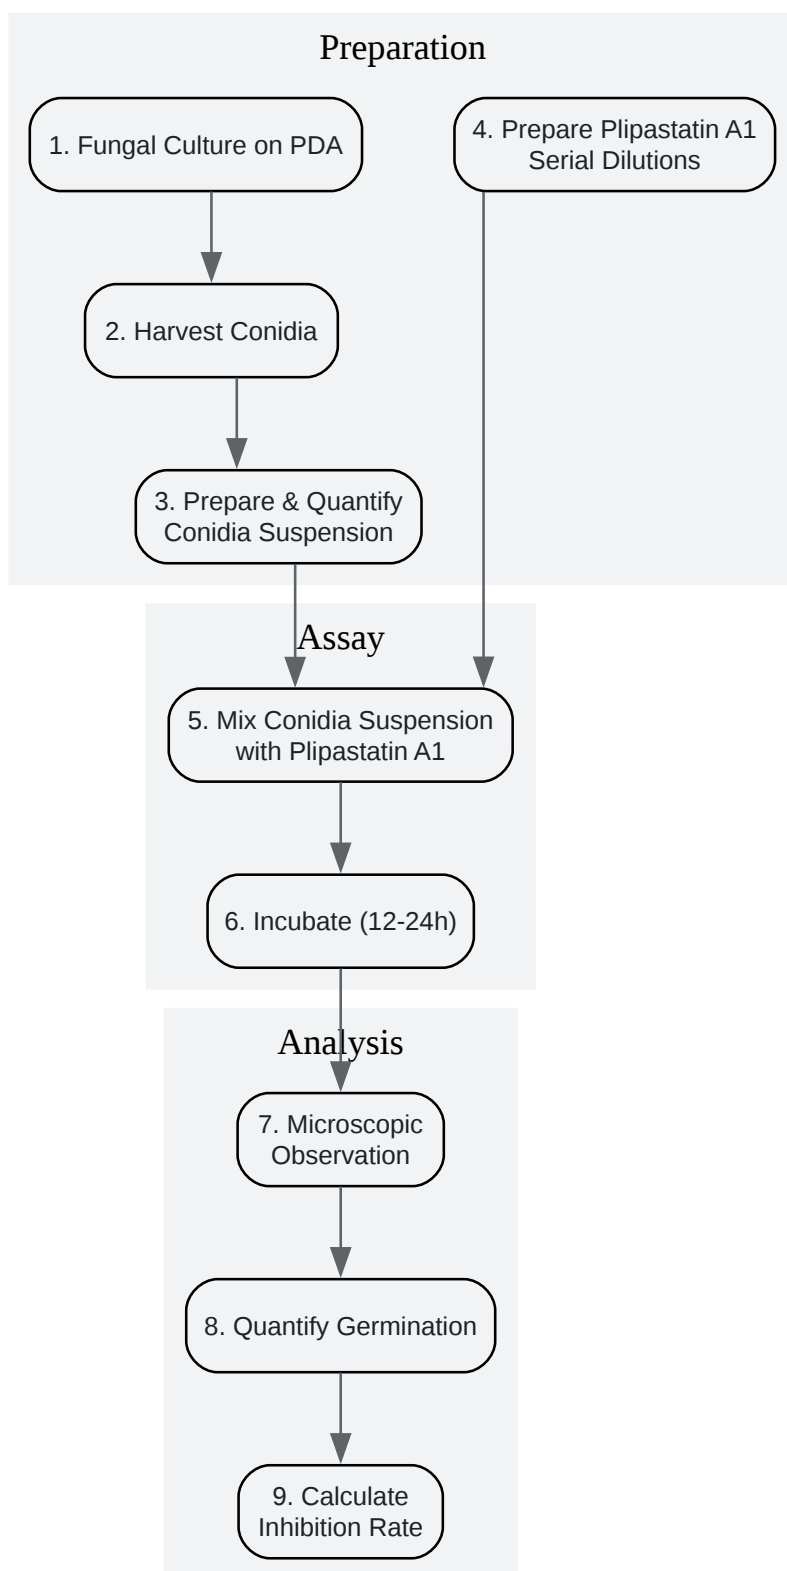 Preparation
1. Fungal Culture on PDA
4. Prepare Plipastatin A1
Serial Dilutions
2. Harvest Conidia
3. Prepare & Quantify
Conidia Suspension
Assay
5. Mix Conidia Suspension
with Plipastatin A1
6. Incubate (12-24h)
Analysis
7. Microscopic
Observation
8. Quantify Germination
9. Calculate
Inhibition Rate